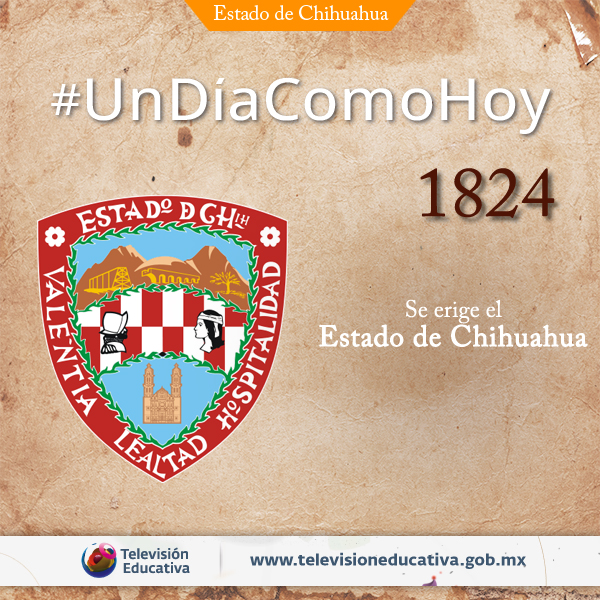 Estado de Chihuahua
#UnDíaComoHoy
1824
ESTADO D CHIH
VALENTIA
LEALTAD
HOSPITALIDAD
Se erige el
Estado de Chihuahua
Televisión
Educativa
www.televisioneducativa.gob.mx